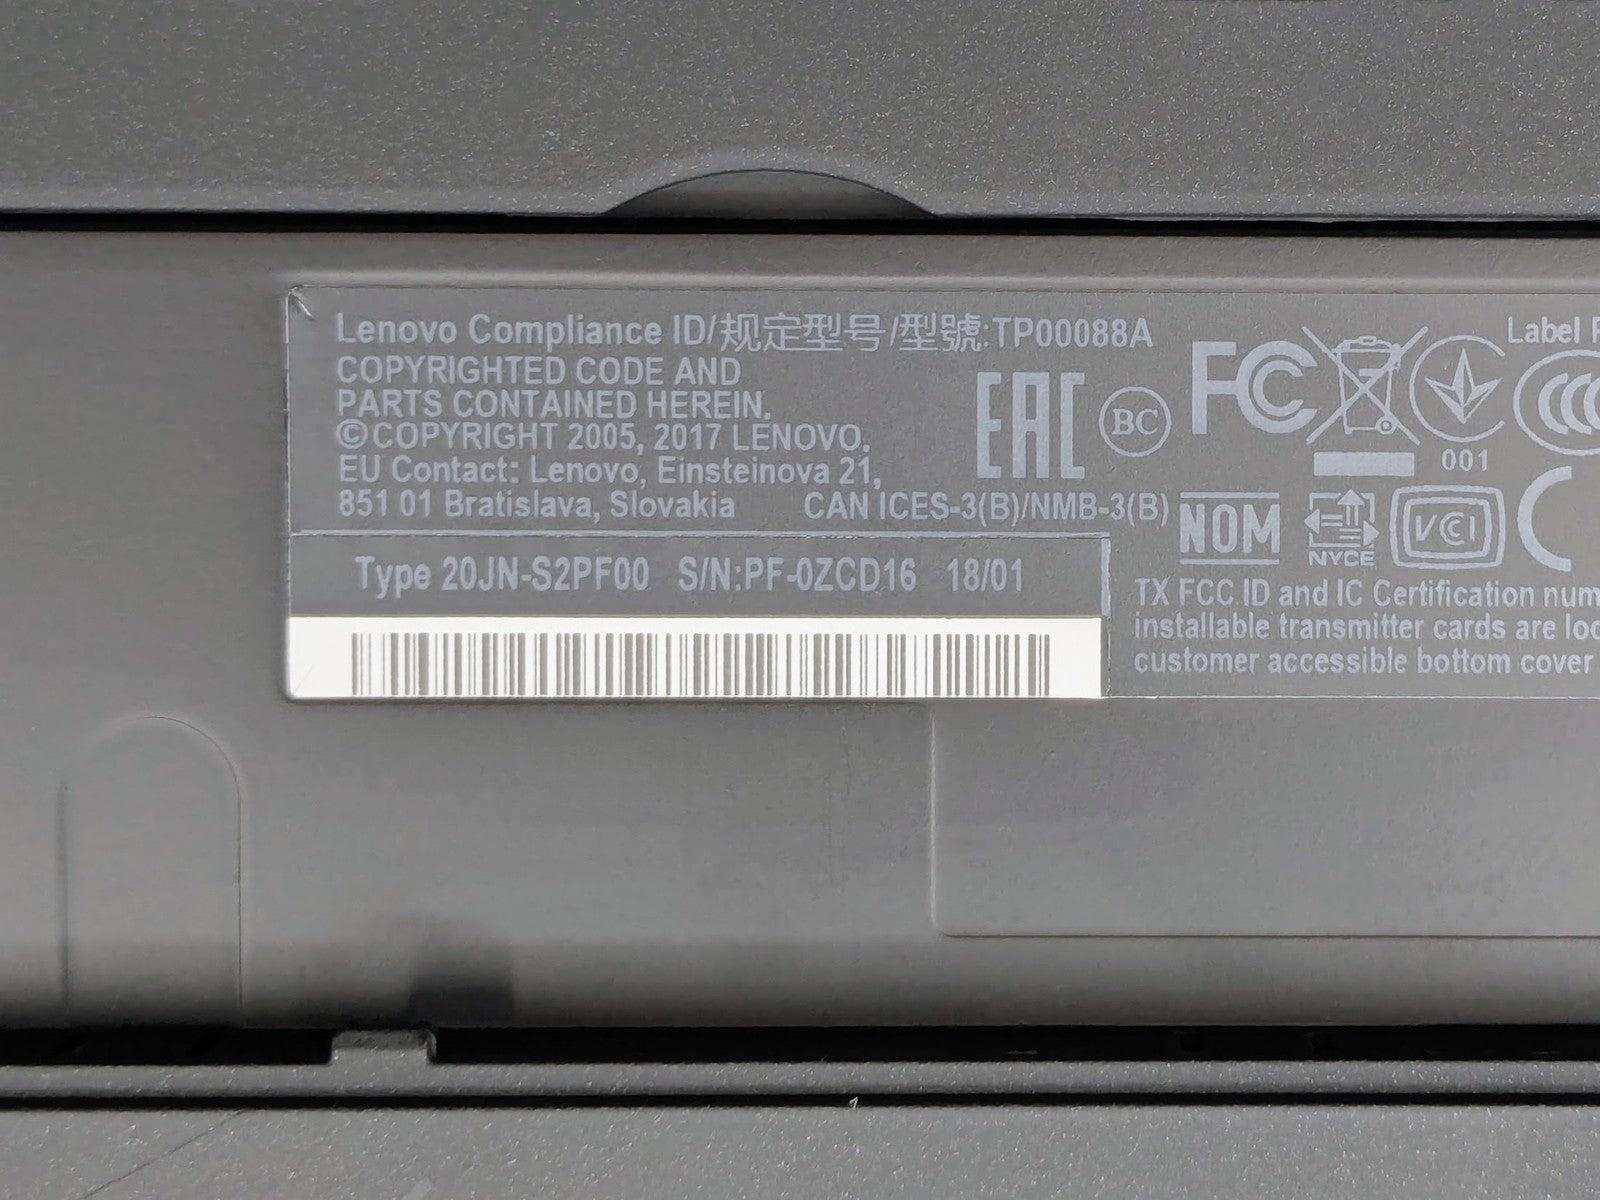 Lenovo Compliance ID/规定型号/型號:TP00088A
COPYRIGHTED CODE AND
PARTS CONTAINED HEREIN.
©COPYRIGHT 2005, 2017 LENOVO.
EU Contact: Lenovo, Einsteinova 21,
851 01 Bratislava, Slovakia
CAN ICES-3(B)/NMB-3(B)
EAC
BC
FC
001
Label
NOM
NYCE
VCI
Type 20JN-S2PF00 S/N:PF-0ZCD16 18/01
TX FCC ID and IC Certification num
installable transmitter cards are loc
customer accessible bottom cover